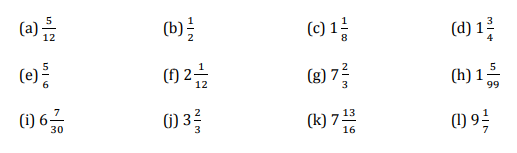 (a) 5/12 (b) 1/2 (c) 1 1/8 (d) 1 3/4
(e) 5/6 (f) 2 1/12 (g) 7 2/3 (h) 1 5/99
(i) 6 7/30 (j) 3 2/3 (k) 7 13/16 (l) 9 1/7